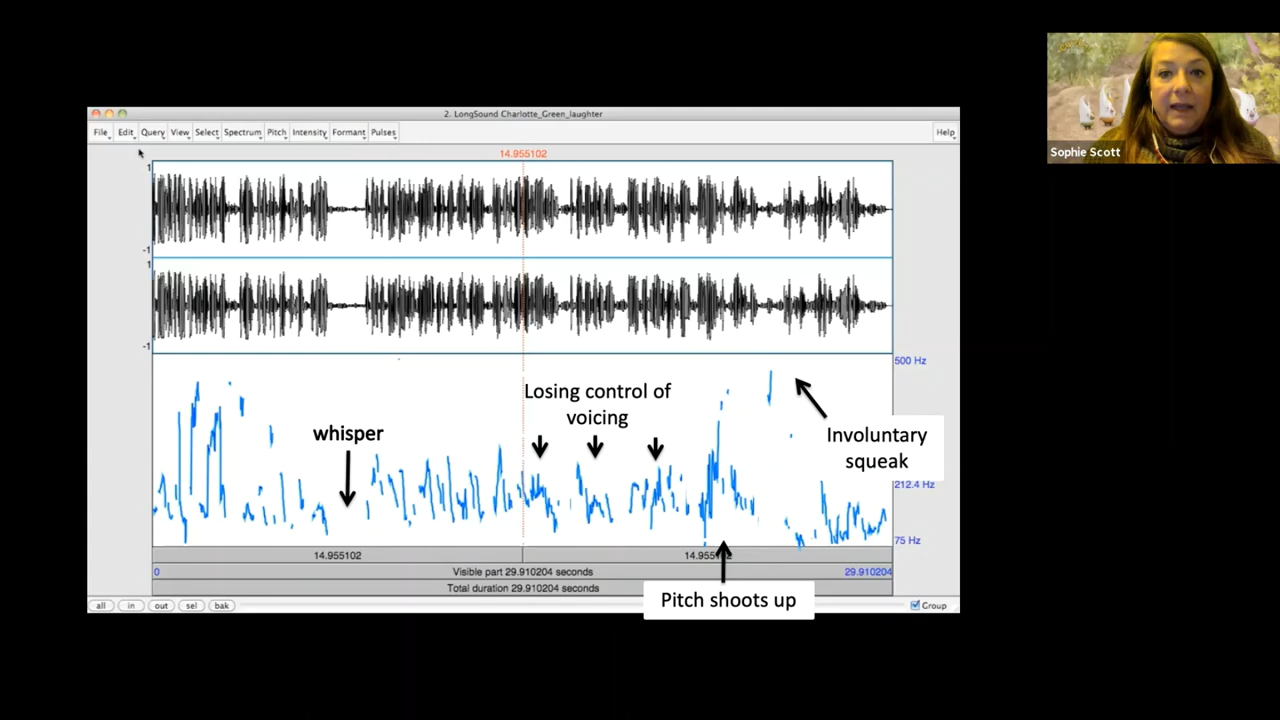 Sophie Scott
2. LongSound Charlotte_Green_laughter
File Edit Query View Select Spectrum Pitch Intensity Formant Pulses Help
14.955102
1
-1
1
-1
500 Hz
Losing control of
voicing
whisper
Involuntary
squeak
212.4 Hz
75 Hz
14.955102
0 Visible part 29.910204 seconds 29.910204
Total duration 29.910204 seconds
Pitch shoots up
all in out sel bak Group